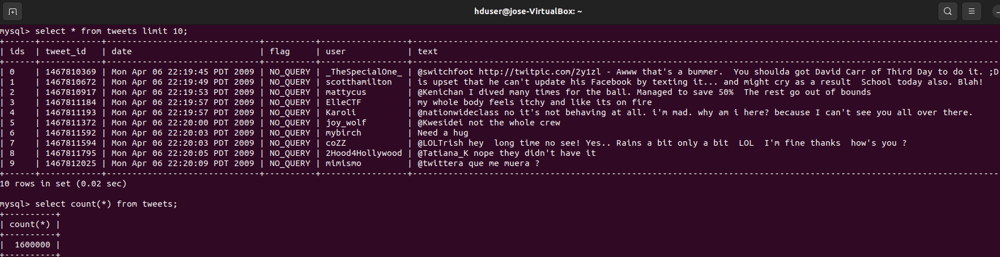 hduser@jose-VirtualBox: ~
mysql> select * from tweets limit 10;
+------+------------+------------------------------+----------+-----------------+--------------------------------------------------------------------------------------------------------------------
| ids  | tweet_id   | date                         | flag     | user            | text
+------+------------+------------------------------+----------+-----------------+--------------------------------------------------------------------------------------------------------------------
| 0    | 1467810369 | Mon Apr 06 22:19:45 PDT 2009 | NO_QUERY | _TheSpecialOne_ | @switchfoot http://twitpic.com/2y1zl - Awww that's a bummer.  You shoulda got David Carr of Third Day to do it. ;D
| 1    | 1467810672 | Mon Apr 06 22:19:49 PDT 2009 | NO_QUERY | scotthamilton   | is upset that he can't update his Facebook by texting it... and might cry as a result  School today also. Blah!
| 2    | 1467810917 | Mon Apr 06 22:19:53 PDT 2009 | NO_QUERY | mattycus        | @Kenichan I dived many times for the ball. Managed to save 50%  The rest go out of bounds
| 3    | 1467811184 | Mon Apr 06 22:19:57 PDT 2009 | NO_QUERY | ElleCTF         | my whole body feels itchy and like its on fire
| 4    | 1467811193 | Mon Apr 06 22:19:57 PDT 2009 | NO_QUERY | Karoli          | @nationwideclass no it's not behaving at all. i'm mad. why am i here? because I can't see you all over there.
| 5    | 1467811372 | Mon Apr 06 22:20:00 PDT 2009 | NO_QUERY | joy_wolf        | @Kwesidei not the whole crew
| 6    | 1467811592 | Mon Apr 06 22:20:03 PDT 2009 | NO_QUERY | mybirch         | Need a hug
| 7    | 1467811594 | Mon Apr 06 22:20:03 PDT 2009 | NO_QUERY | coZZ            | @LOLTrish hey  long time no see! Yes.. Rains a bit only a bit  LOL  I'm fine thanks  how's you ?
| 8    | 1467811795 | Mon Apr 06 22:20:05 PDT 2009 | NO_QUERY | 2Hood4Hollywood | @Tatiana_K nope they didn't have it
| 9    | 1467812025 | Mon Apr 06 22:20:09 PDT 2009 | NO_QUERY | mimismo         | @twittera que me muera ?
+------+------------+------------------------------+----------+-----------------+--------------------------------------------------------------------------------------------------------------------
10 rows in set (0.02 sec)
mysql> select count(*) from tweets;
+----------+
| count(*) |
+----------+
|  1600000 |
+----------+